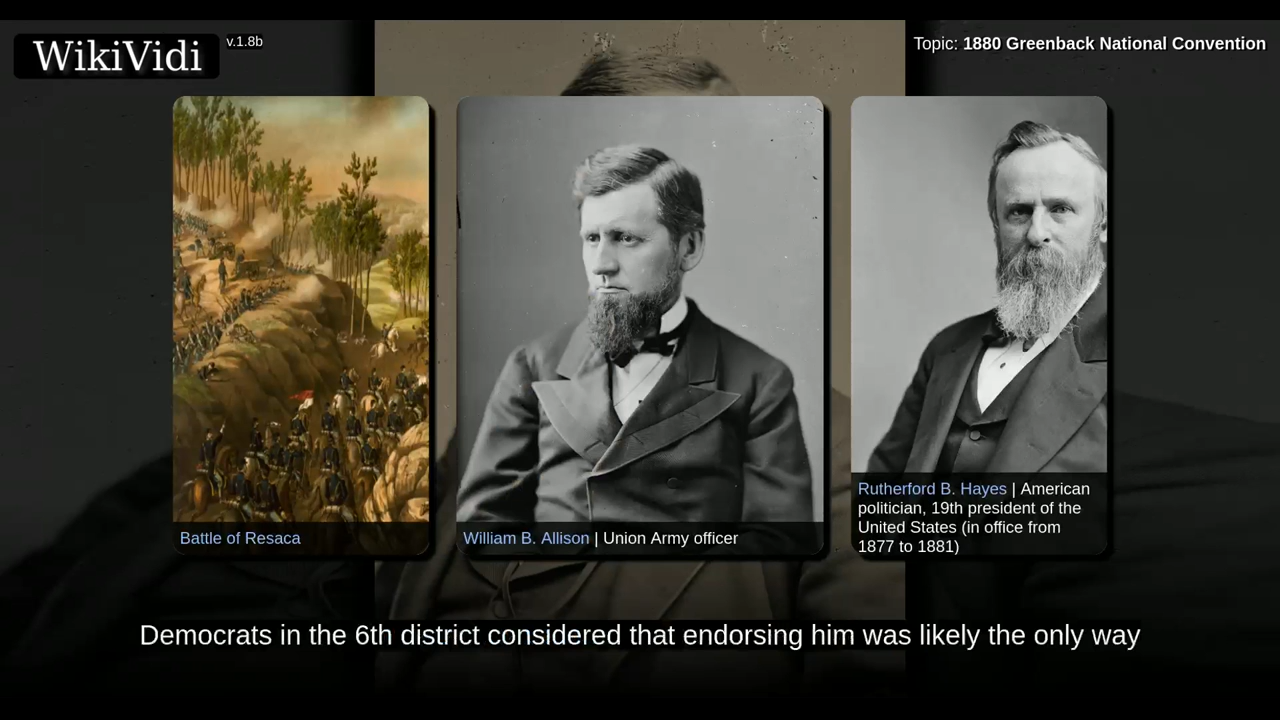 WikiVidi
v.1.8b
Topic: 1880 Greenback National Convention
Battle of Resaca
William B. Allison | Union Army officer
Rutherford B. Hayes | American
politician, 19th president of the
United States (in office from
1877 to 1881)
Democrats in the 6th district considered that endorsing him was likely the only way